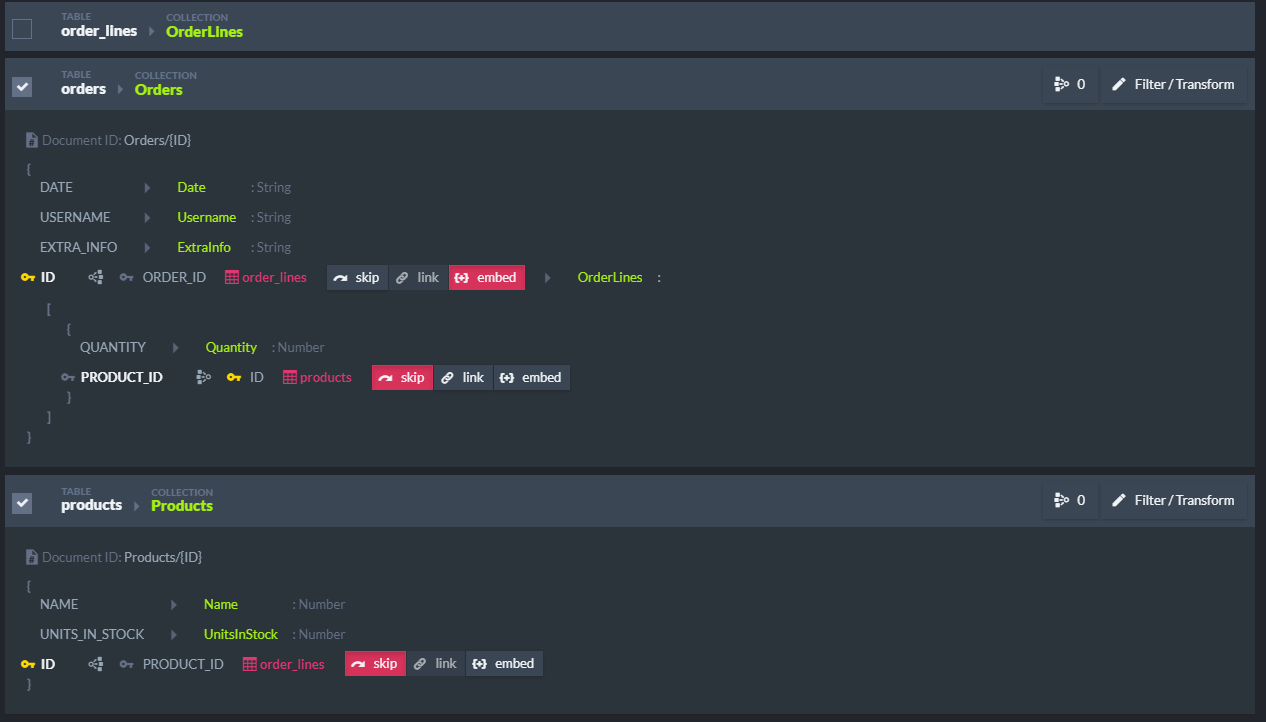 TABLE COLLECTION
order_lines OrderLines
TABLE COLLECTION
orders Orders 0 Filter / Transform
Document ID: Orders/{ID}
{
DATE Date : String
USERNAME Username : String
EXTRA_INFO ExtraInfo : String
ID ORDER_ID order_lines skip link embed OrderLines :
[
{
QUANTITY Quantity : Number
PRODUCT_ID ID products skip link embed
}
]
}
TABLE COLLECTION
products Products 0 Filter / Transform
Document ID: Products/{ID}
{
NAME Name : Number
UNITS_IN_STOCK UnitsInStock : Number
ID PRODUCT_ID order_lines skip link embed
}